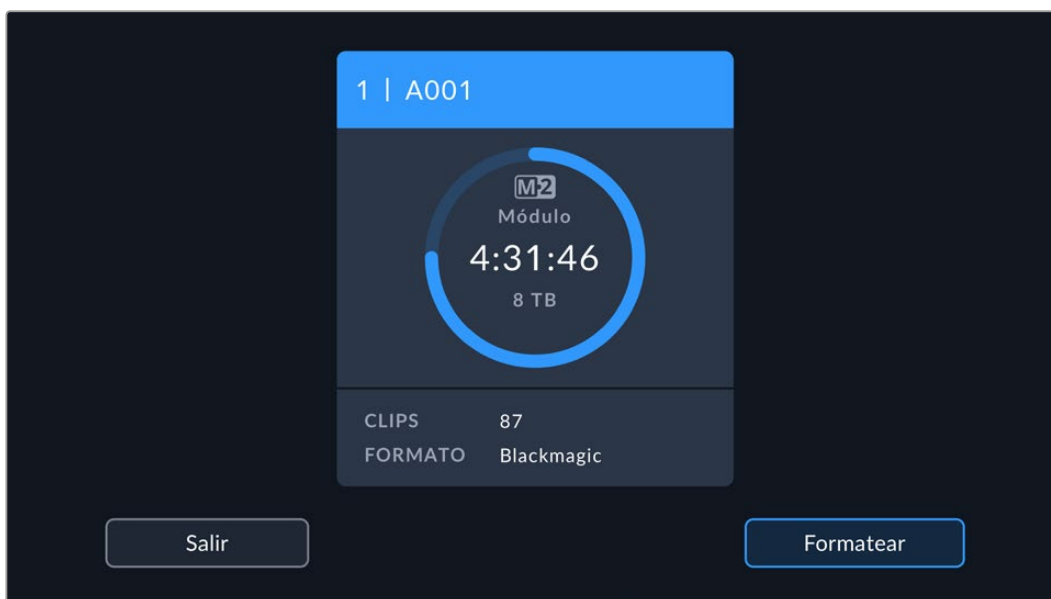 1 | A001
M2
Módulo
4:31:46
8 TB
CLIPS 87
FORMATO Blackmagic
Salir
Formatear